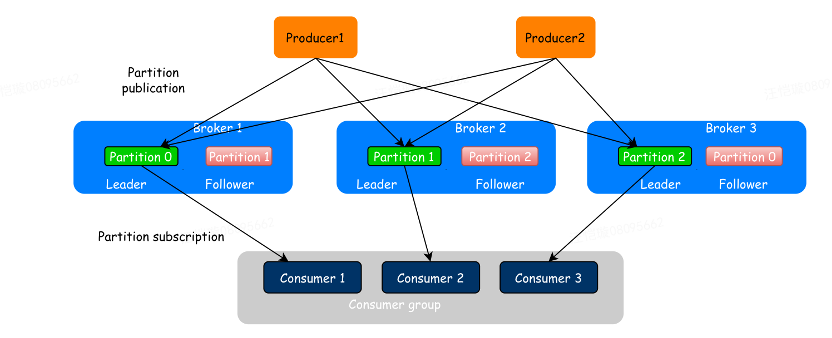 Producer1
Producer2
Partition
publication
Broker 1
Broker 2
Broker 3
Partition 0
Partition 1
Partition 1
Partition 2
Partition 2
Partition 0
Leader
Follower
Leader
Follower
Leader
Follower
Partition subscription
Consumer 1
Consumer 2
Consumer 3
Consumer group